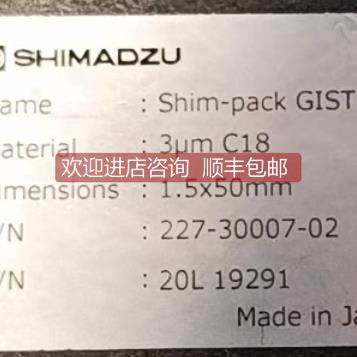 SHIMADZU
ame : Shim-pack GIST
aterial : 3μm C18
欢迎进店咨询 顺丰包邮
imensions : 1.5x50mm
/N : 227-30007-02
/N : 20L 19291
Made in Ja